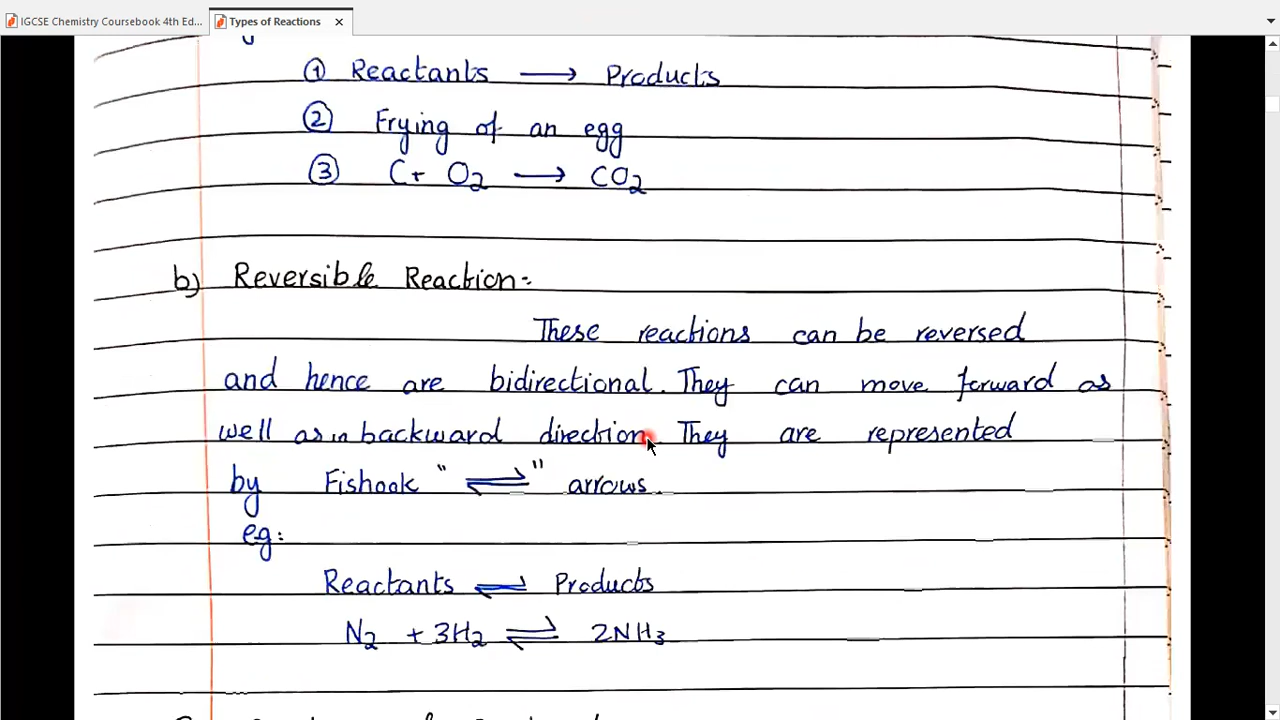 IGCSE Chemistry Coursebook 4th Ed...
Types of Reactions
① Reactants ⟶ Products
② Frying of an egg
③ C + O₂ ⟶ CO₂
b) Reversible Reaction:-
These reactions can be reversed
and hence are bidirectional. They can move forward as
well as in backward direction. They are represented
by Fishook " ⇌ " arrows.
eg:
Reactants ⇌ Products
N₂ + 3H₂ ⇌ 2NH₃